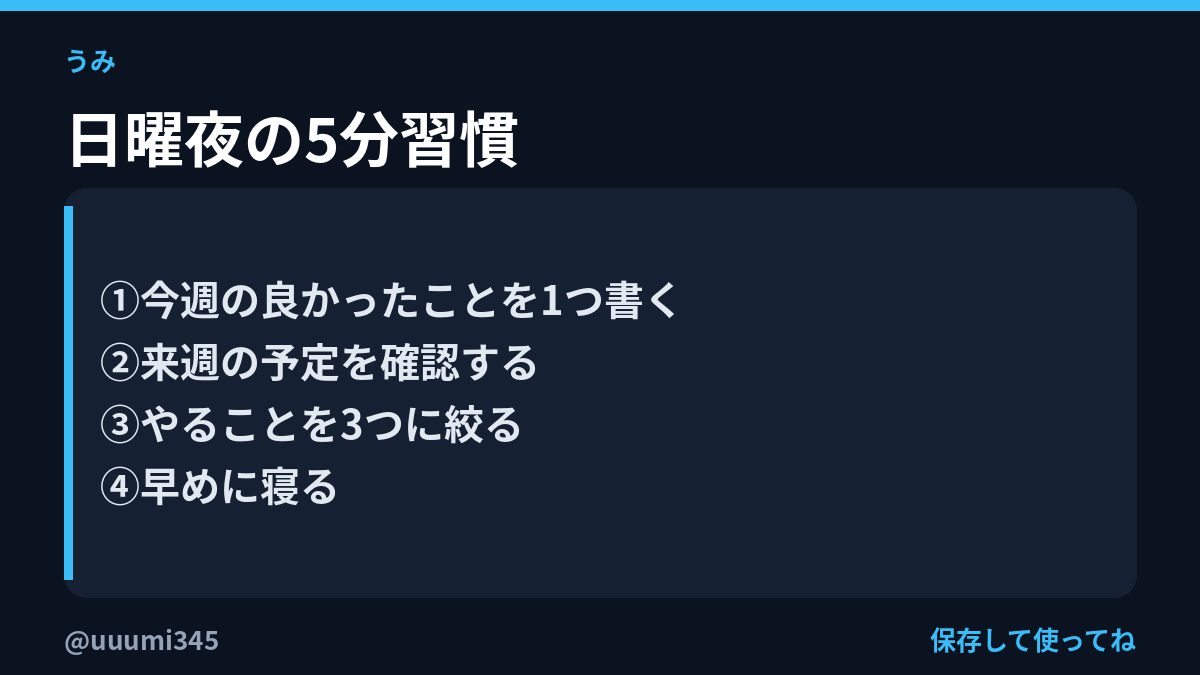 うみ
日曜夜の5分習慣
①今週の良かったことを1つ書く
②来週の予定を確認する
③やることを3つに絞る
④早めに寝る
@uuumi345
保存して使ってね